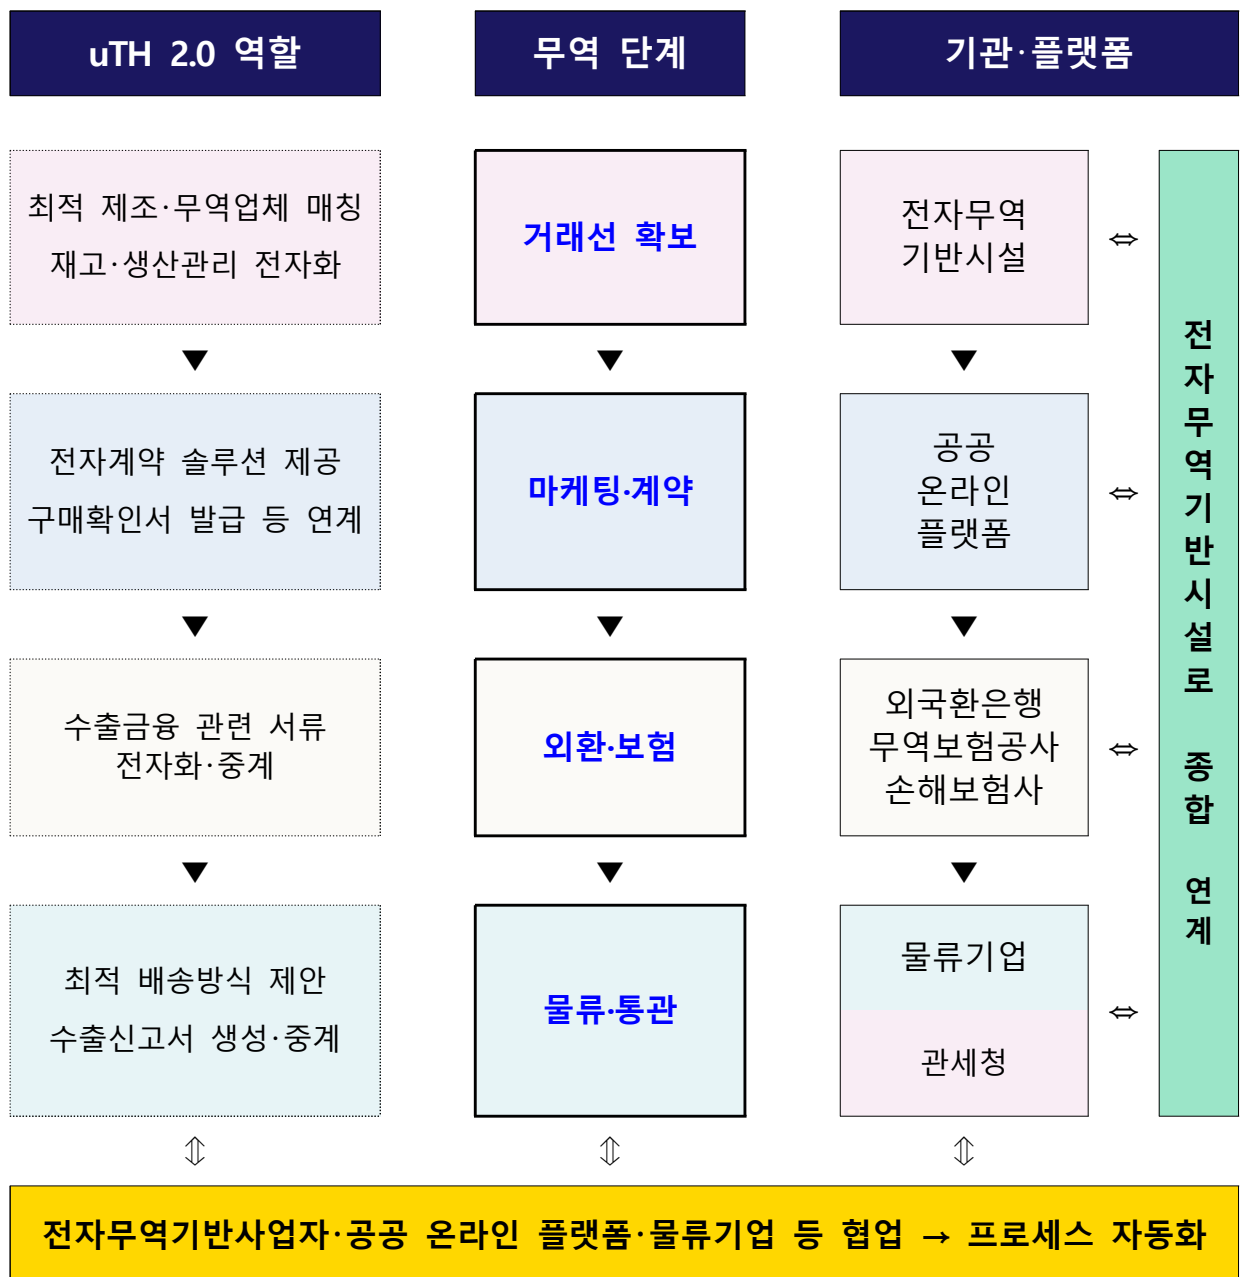 uTH 2.0 역할
무역 단계
기관·플랫폼
최적 제조·무역업체 매칭
재고·생산관리 전자화
거래선 확보
전자무역
기반시설
⇔
▼
▼
▼
전자계약 솔루션 제공
구매확인서 발급 등 연계
마케팅·계약
공공
온라인
플랫폼
⇔
▼
▼
▼
수출금융 관련 서류
전자화·중계
외환·보험
외국환은행
무역보험공사
손해보험사
⇔
▼
▼
▼
최적 배송방식 제안
수출신고서 생성·중계
물류·통관
물류기업
관세청
⇔
전자무역기반시설로 종합 연계
⇕
⇕
⇕
전자무역기반사업자·공공 온라인 플랫폼·물류기업 등 협업 → 프로세스 자동화